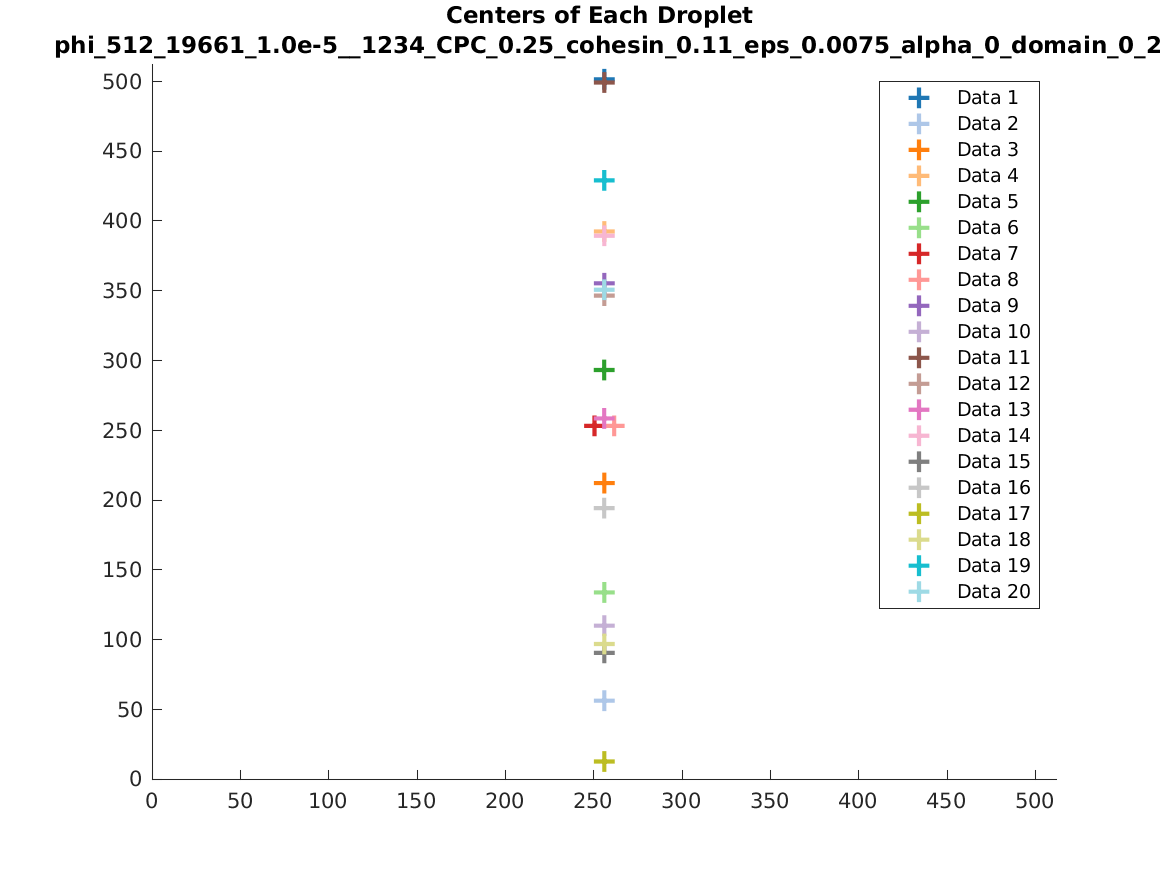 Centers of Each Droplet
phi_512_19661_1.0e-5__1234_CPC_0.25_cohesin_0.11_eps_0.0075_alpha_0_domain_0_2
500
450
400
350
300
250
200
150
100
50
0
0 50 100 150 200 250 300 350 400 450 500
Data 1
Data 2
Data 3
Data 4
Data 5
Data 6
Data 7
Data 8
Data 9
Data 10
Data 11
Data 12
Data 13
Data 14
Data 15
Data 16
Data 17
Data 18
Data 19
Data 20